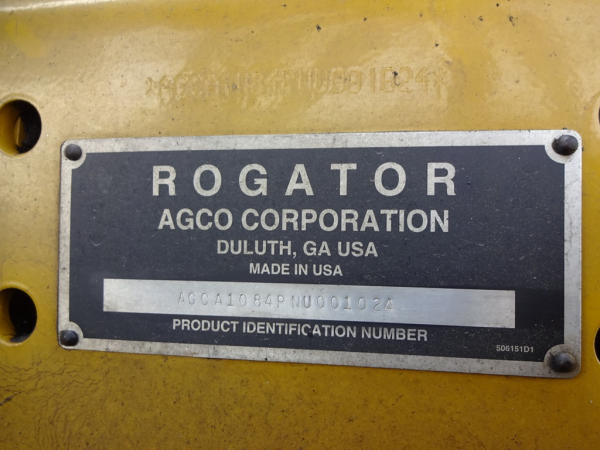 ROGATOR
AGCO CORPORATION
DULUTH, GA USA
MADE IN USA
AGCA1084PNU001024
PRODUCT IDENTIFICATION NUMBER
506151D1